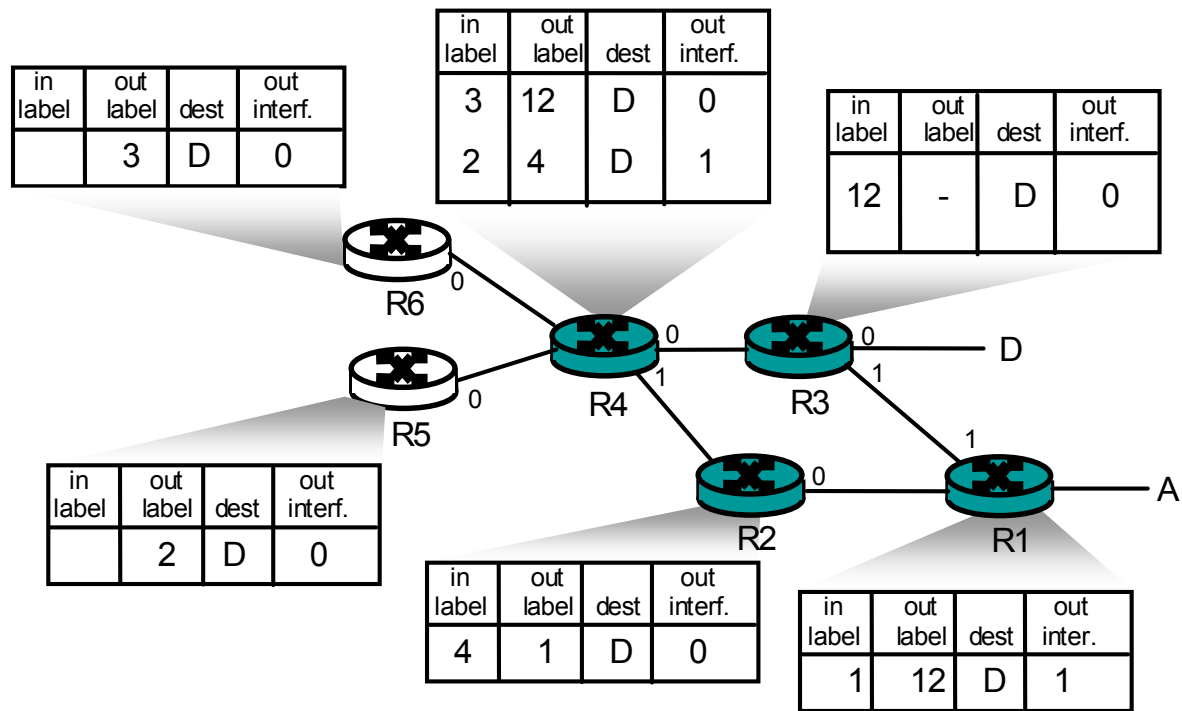 in label | out label | dest | out interf.
3 | 12 | D | 0
2 | 4 | D | 1
in label | out label | dest | out interf.
3 | D | 0
in label | out label | dest | out interf.
12 | - | D | 0
0
R6
0
1
R4
0
1
R3
D
0
R5
1
0
R2
R1
A
in label | out label | dest | out interf.
2 | D | 0
in label | out label | dest | out interf.
4 | 1 | D | 0
in label | out label | dest | out inter.
1 | 12 | D | 1